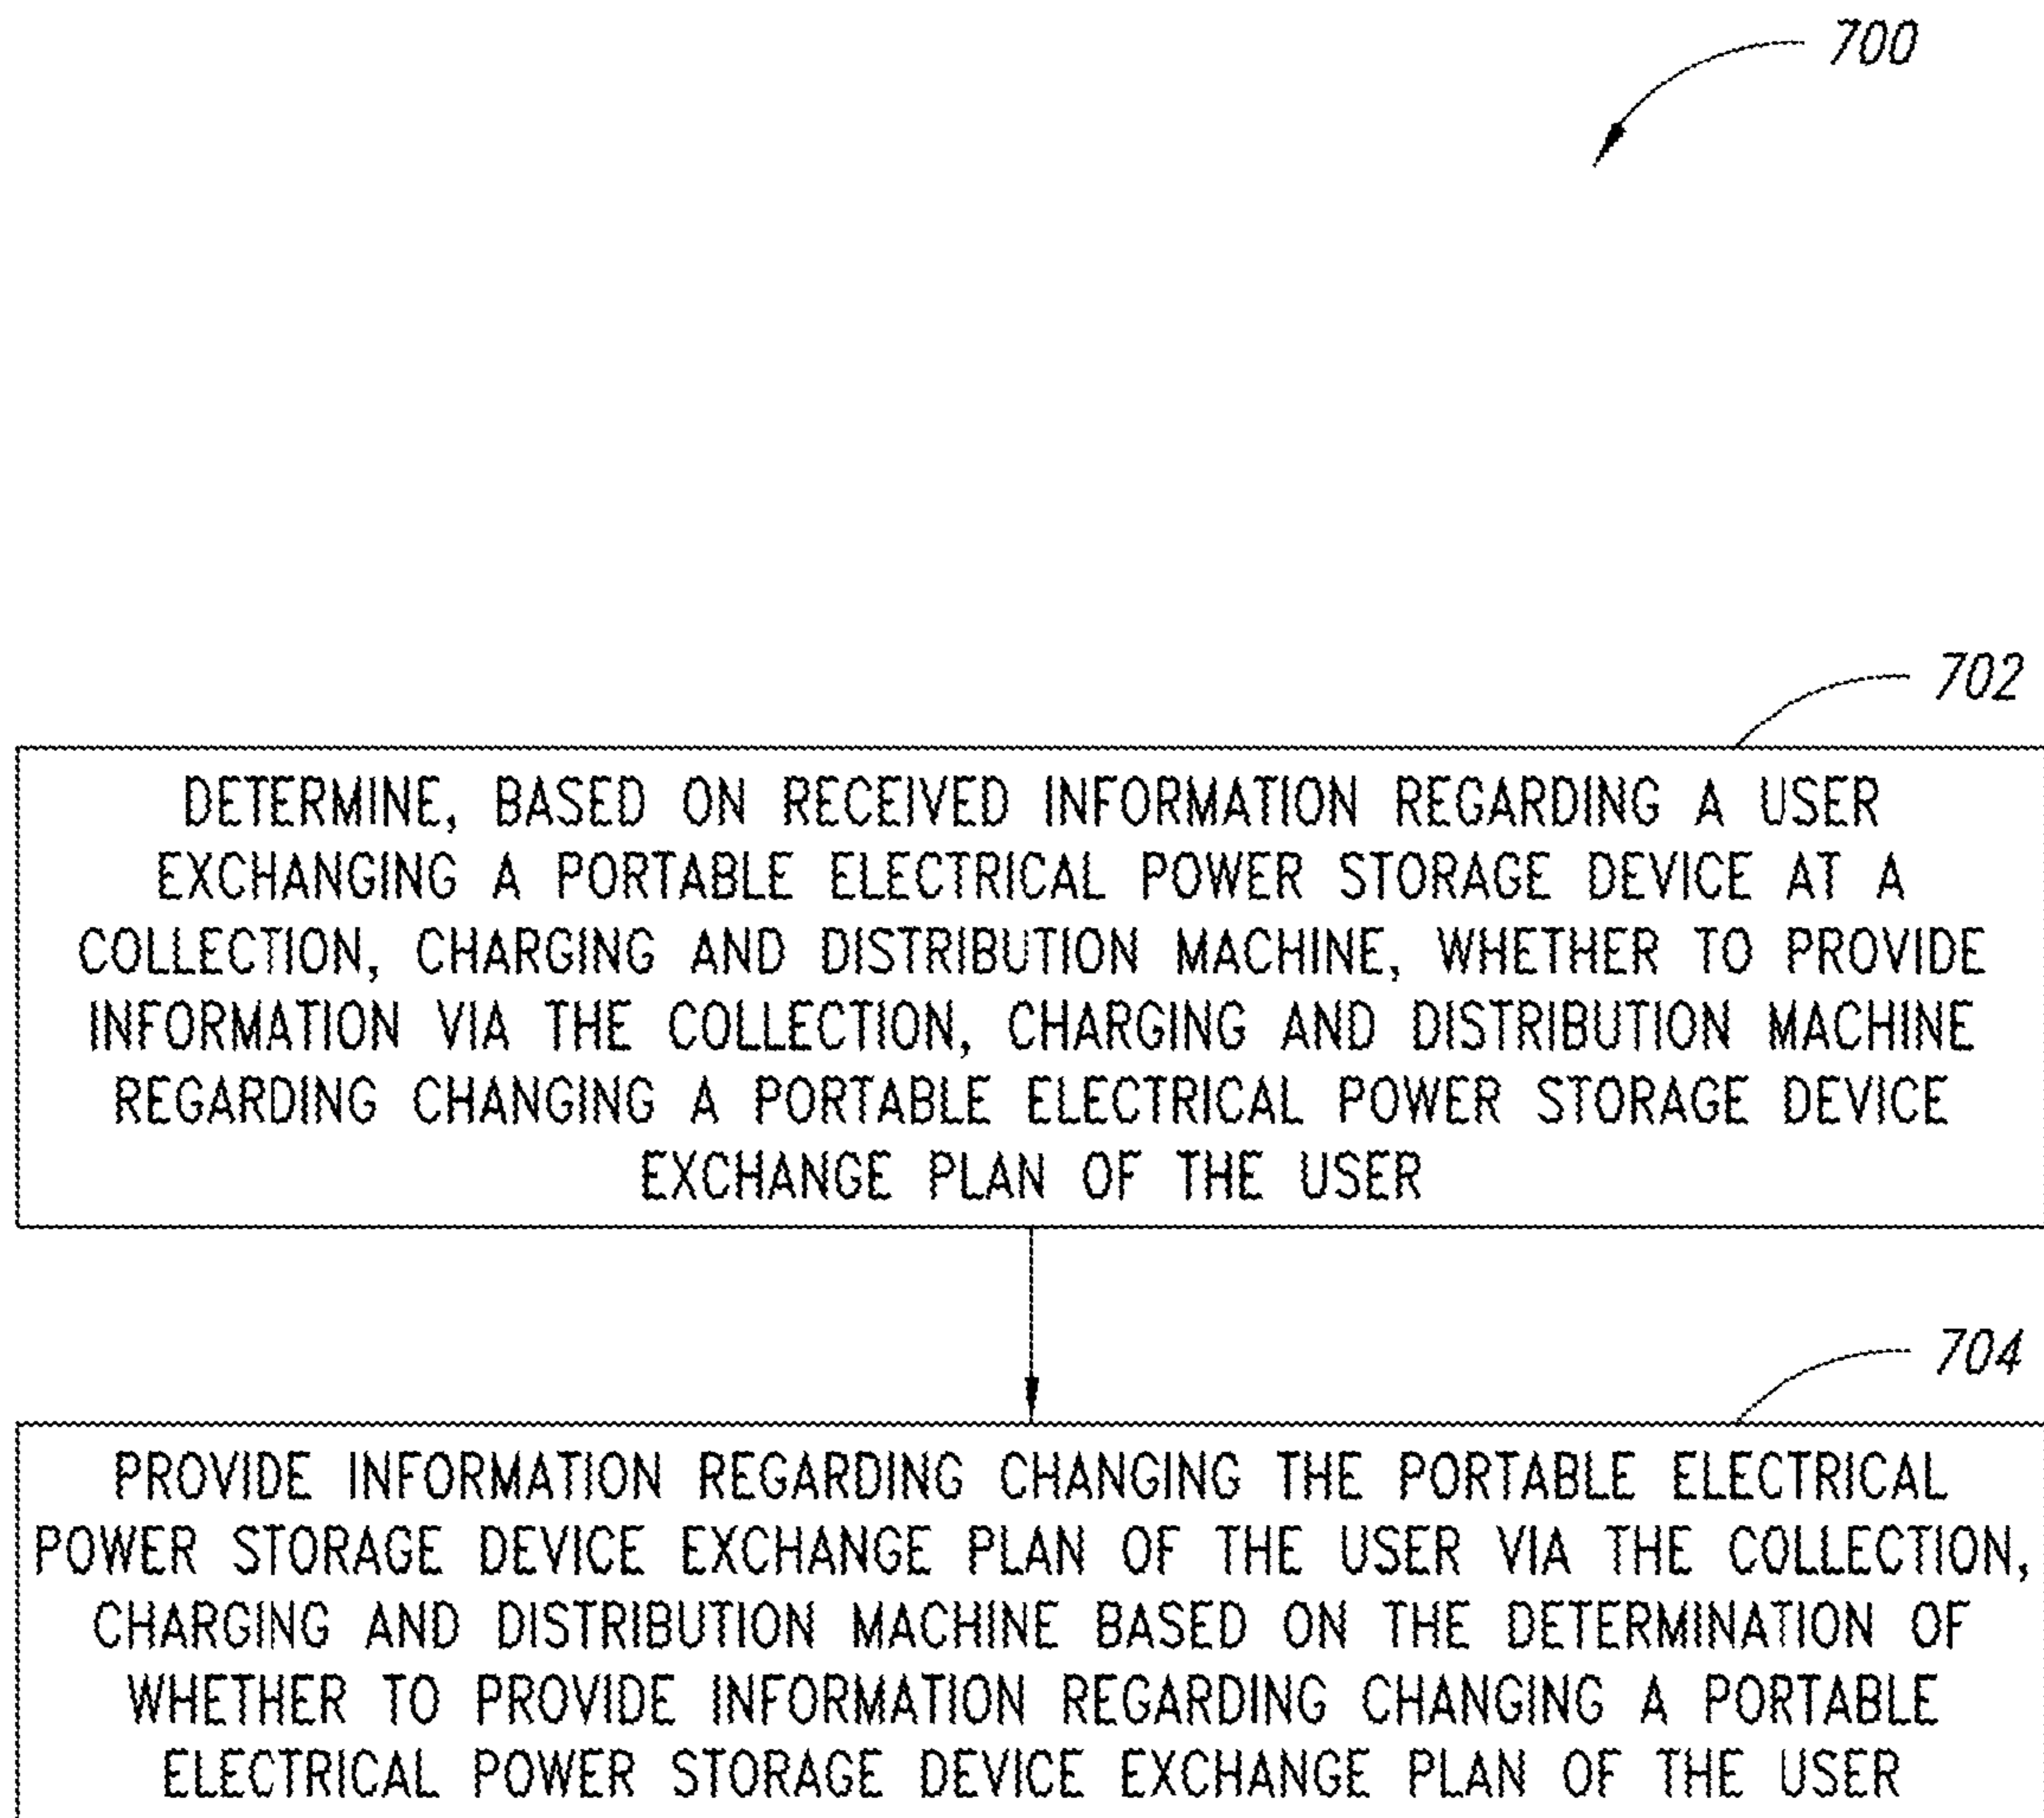 700
702
DETERMINE, BASED ON RECEIVED INFORMATION REGARDING A USER
EXCHANGING A PORTABLE ELECTRICAL POWER STORAGE DEVICE AT A
COLLECTION, CHARGING AND DISTRIBUTION MACHINE, WHETHER TO PROVIDE
INFORMATION VIA THE COLLECTION, CHARGING AND DISTRIBUTION MACHINE
REGARDING CHANGING A PORTABLE ELECTRICAL POWER STORAGE DEVICE
EXCHANGE PLAN OF THE USER
704
PROVIDE INFORMATION REGARDING CHANGING THE PORTABLE ELECTRICAL
POWER STORAGE DEVICE EXCHANGE PLAN OF THE USER VIA THE COLLECTION,
CHARGING AND DISTRIBUTION MACHINE BASED ON THE DETERMINATION OF
WHETHER TO PROVIDE INFORMATION REGARDING CHANGING A PORTABLE
ELECTRICAL POWER STORAGE DEVICE EXCHANGE PLAN OF THE USER